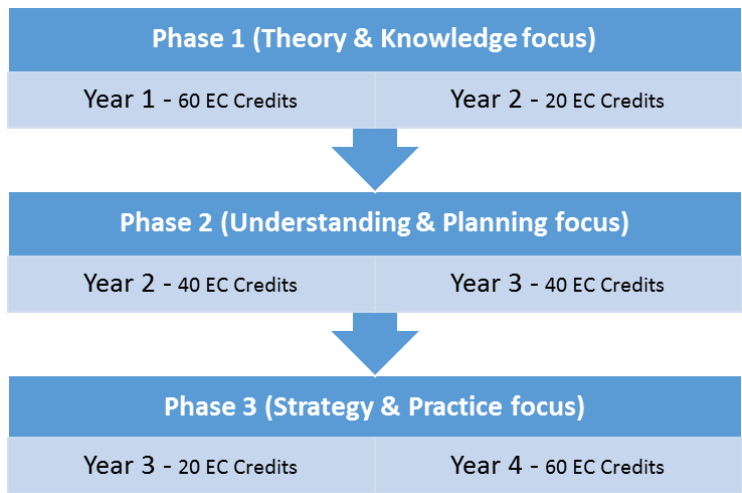 Phase 1 (Theory & Knowledge focus)
Year 1 - 60 EC Credits
Year 2 - 20 EC Credits
Phase 2 (Understanding & Planning focus)
Year 2 - 40 EC Credits
Year 3 - 40 EC Credits
Phase 3 (Strategy & Practice focus)
Year 3 - 20 EC Credits
Year 4 - 60 EC Credits